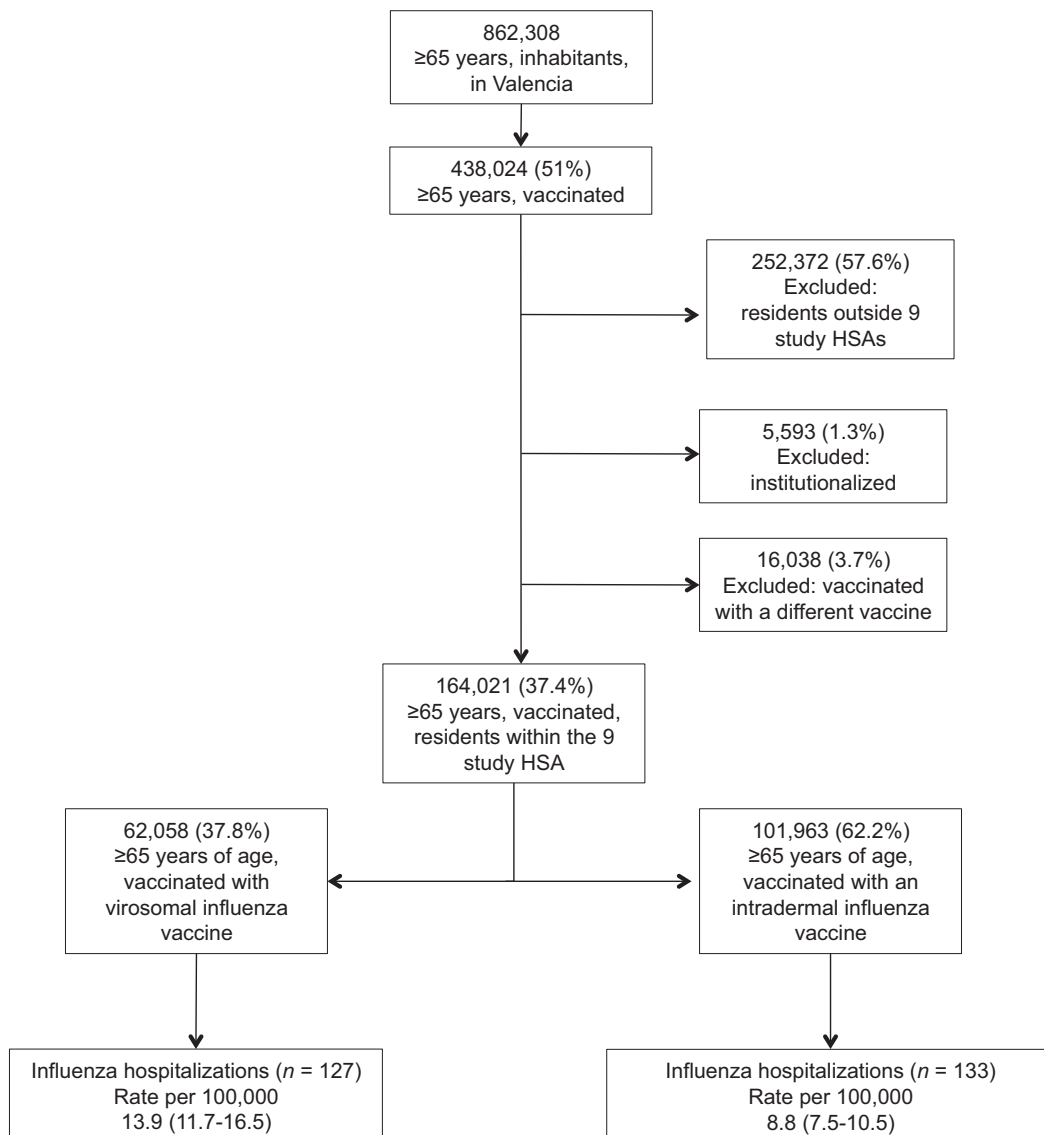 862,308
≥65 years, inhabitants,
in Valencia
438,024 (51%)
≥65 years, vaccinated
252,372 (57.6%)
Excluded:
residents outside 9
study HSAs
5,593 (1.3%)
Excluded:
institutionalized
16,038 (3.7%)
Excluded: vaccinated
with a different vaccine
164,021 (37.4%)
≥65 years, vaccinated,
residents within the 9
study HSA
62,058 (37.8%)
≥65 years of age,
vaccinated with
virosomal influenza
vaccine
101,963 (62.2%)
≥65 years of age,
vaccinated with an
intradermal influenza
vaccine
Influenza hospitalizations (n = 127)
Rate per 100,000
13.9 (11.7-16.5)
Influenza hospitalizations (n = 133)
Rate per 100,000
8.8 (7.5-10.5)